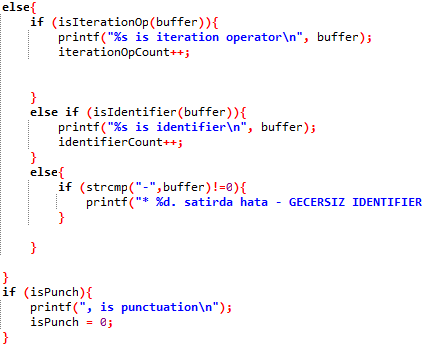 else{
if (isIterationOp(buffer)){
printf("%s is iteration operator\n", buffer);
iterationOpCount++;
}
else if (isIdentifier(buffer)){
printf("%s is identifier\n", buffer);
identifierCount++;
}
else{
if (strcmp("-",buffer)!=0){
printf("* %d. satirda hata - GECERSIZ IDENTIFIER
}
}
}
if (isPunch){
printf(", is punctuation\n");
isPunch = 0;
}